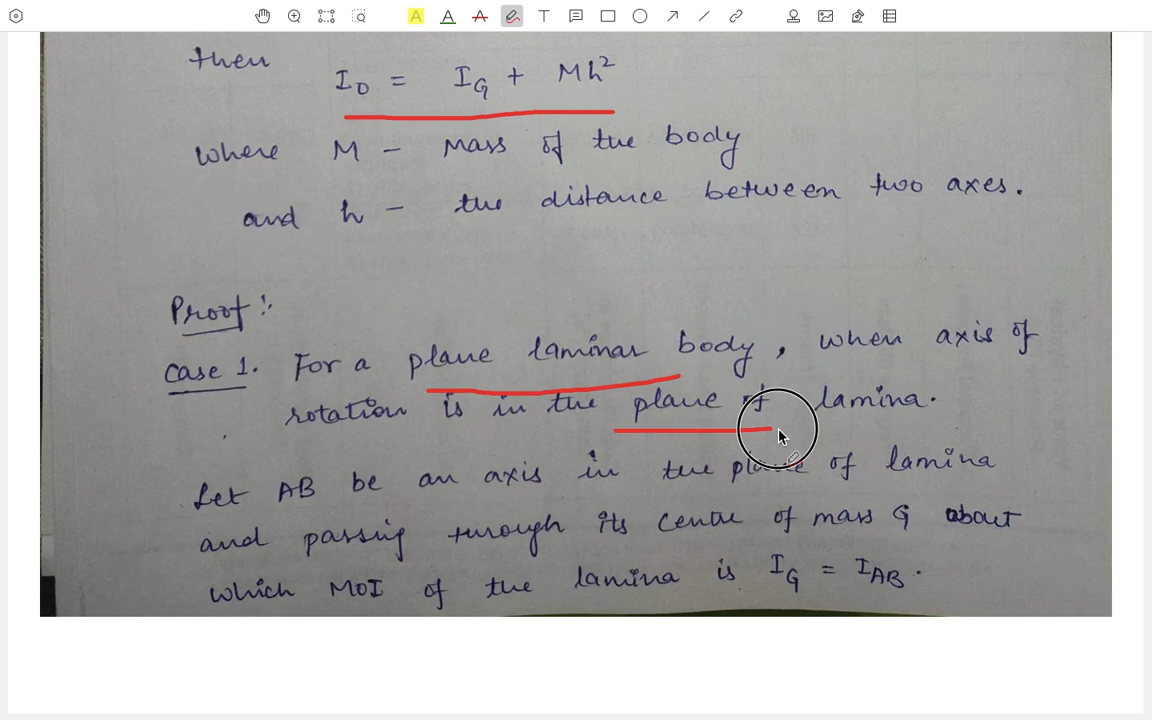 then
I₀ = I_G + Mh²
where M - Mass of the body
and h - the distance between two axes.
Proof :
Case 1. For a plane laminar body, when axis of
rotation is in the plane of lamina.
Let AB be an axis in the plane of lamina
and passing through its centre of mass G about
which MOI of the lamina is I_G = I_AB.